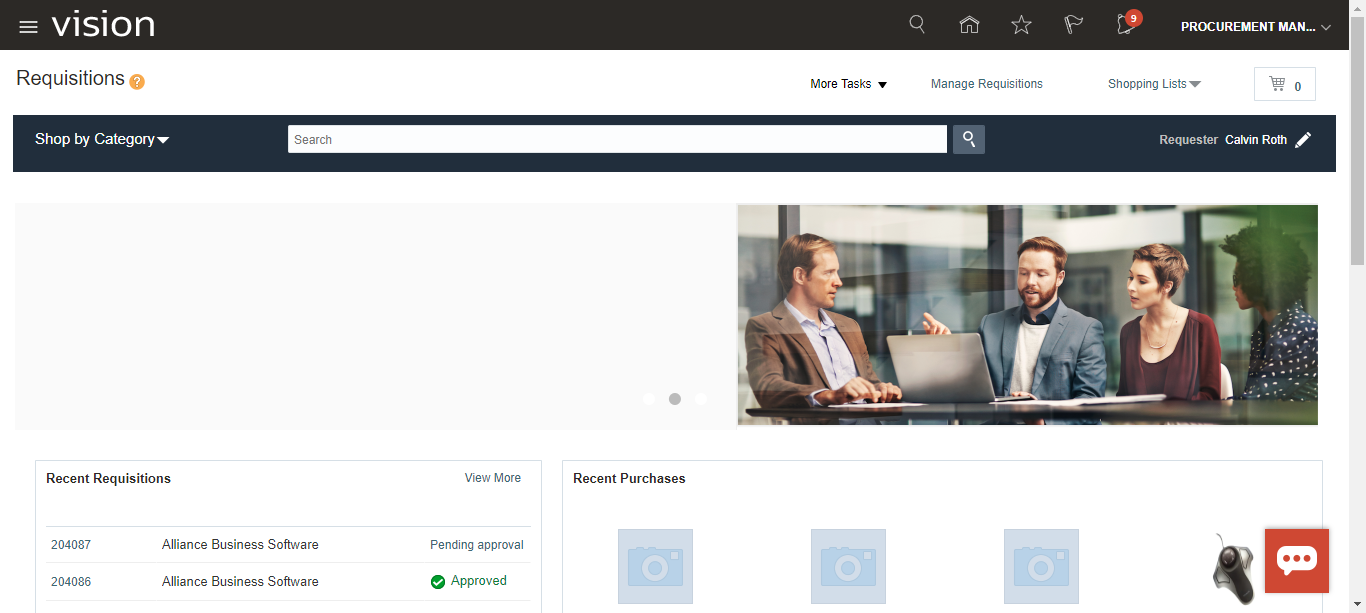 vision
9
PROCUREMENT MAN...
Requisitions ?
More Tasks
Manage Requisitions
Shopping Lists
0
Shop by Category
Search
Requester Calvin Roth
Recent Requisitions
View More
204087 Alliance Business Software Pending approval
204086 Alliance Business Software Approved
Recent Purchases